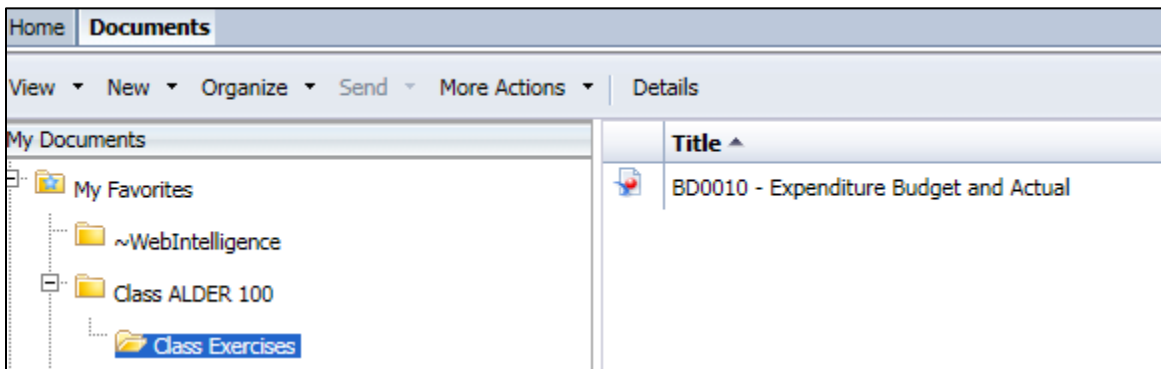 Home Documents
View New Organize Send More Actions Details
My Documents
Title
My Favorites
BD0010 - Expenditure Budget and Actual
~WebIntelligence
Class ALDER 100
Class Exercises